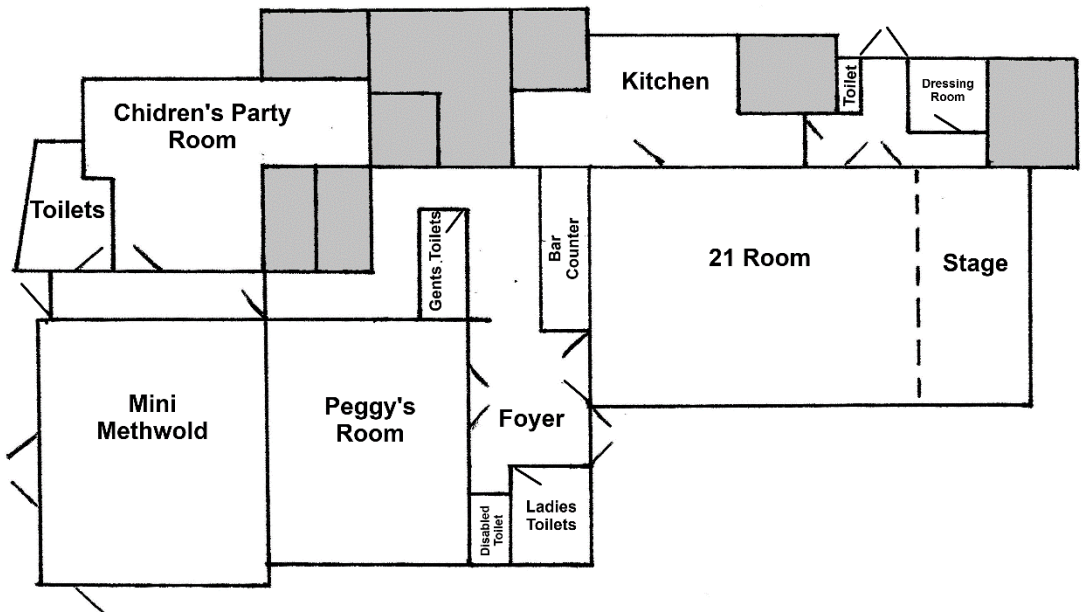 Kitchen
Toilet
Dressing
Room
Chidren's Party
Room
Toilets
Gents Toilets
Bar
Counter
21 Room
Stage
Mini
Methwold
Peggy's
Room
Foyer
Disabled
Toilet
Ladies
Toilets